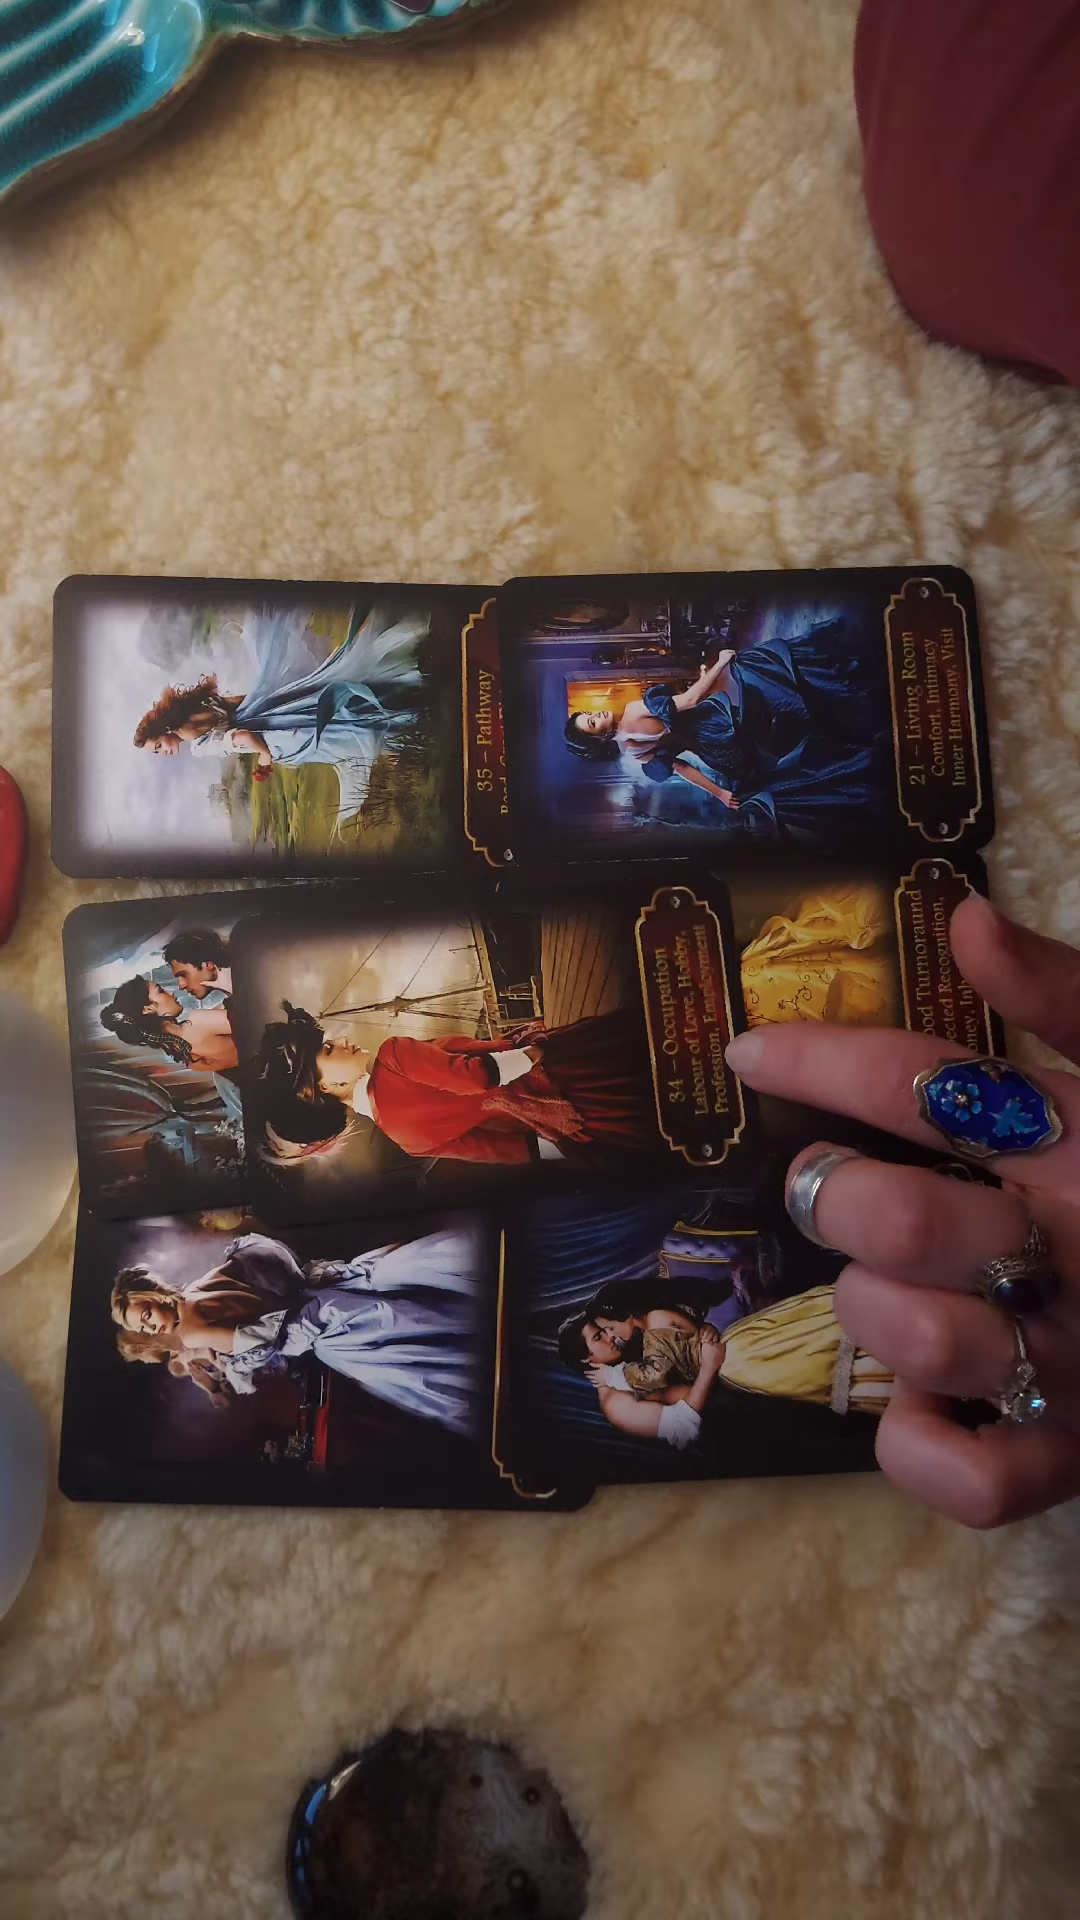 35 – Pathway
21 – Living Room
Comfort, Intimacy
Inner Harmony, Visit
34 – Occupation
Labour of Love, Hobby,
Profession, Employment
ood Turnoraund
ected Recognition,
oney, Inh